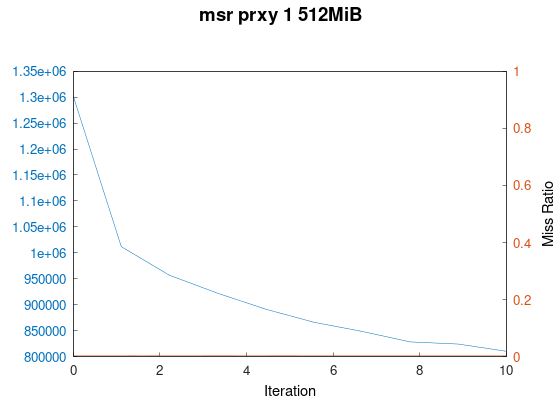 msr prxy 1 512MiB
1.35e+06
1.3e+06
1.25e+06
1.2e+06
1.15e+06
1.1e+06
1.05e+06
1e+06
950000
900000
850000
800000
1
0.8
0.6
0.4
0.2
0
Miss Ratio
0 2 4 6 8 10
Iteration